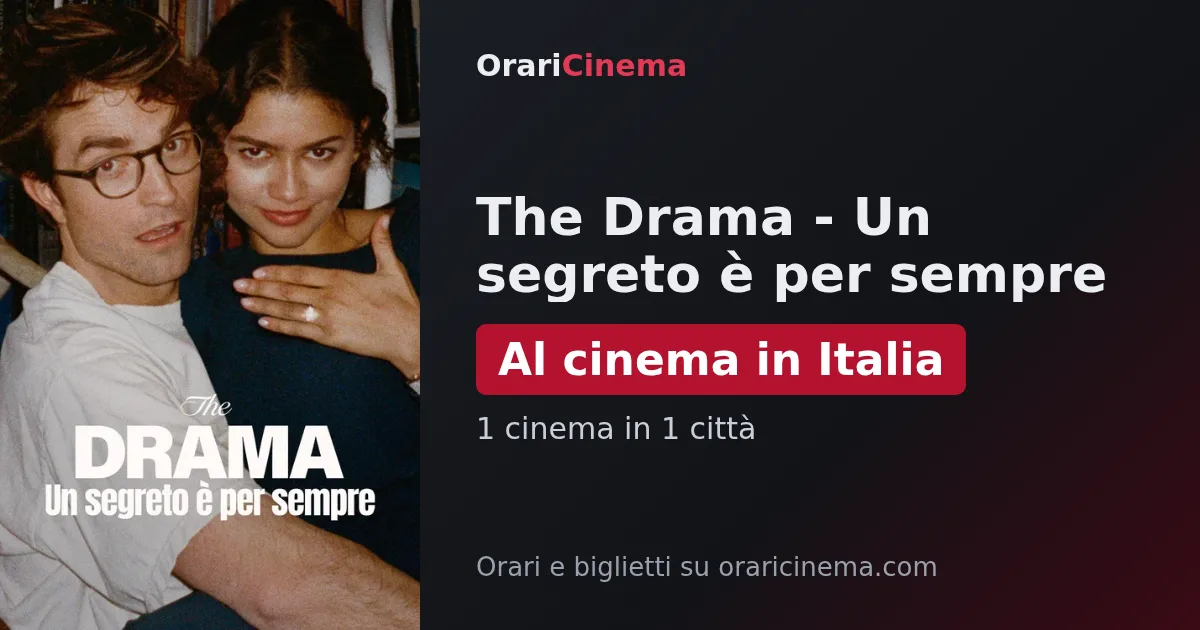 The
DRAMA
Un segreto è per sempre
OrariCinema
The Drama - Un
segreto è per sempre
Al cinema in Italia
1 cinema in 1 città
Orari e biglietti su oraricinema.com